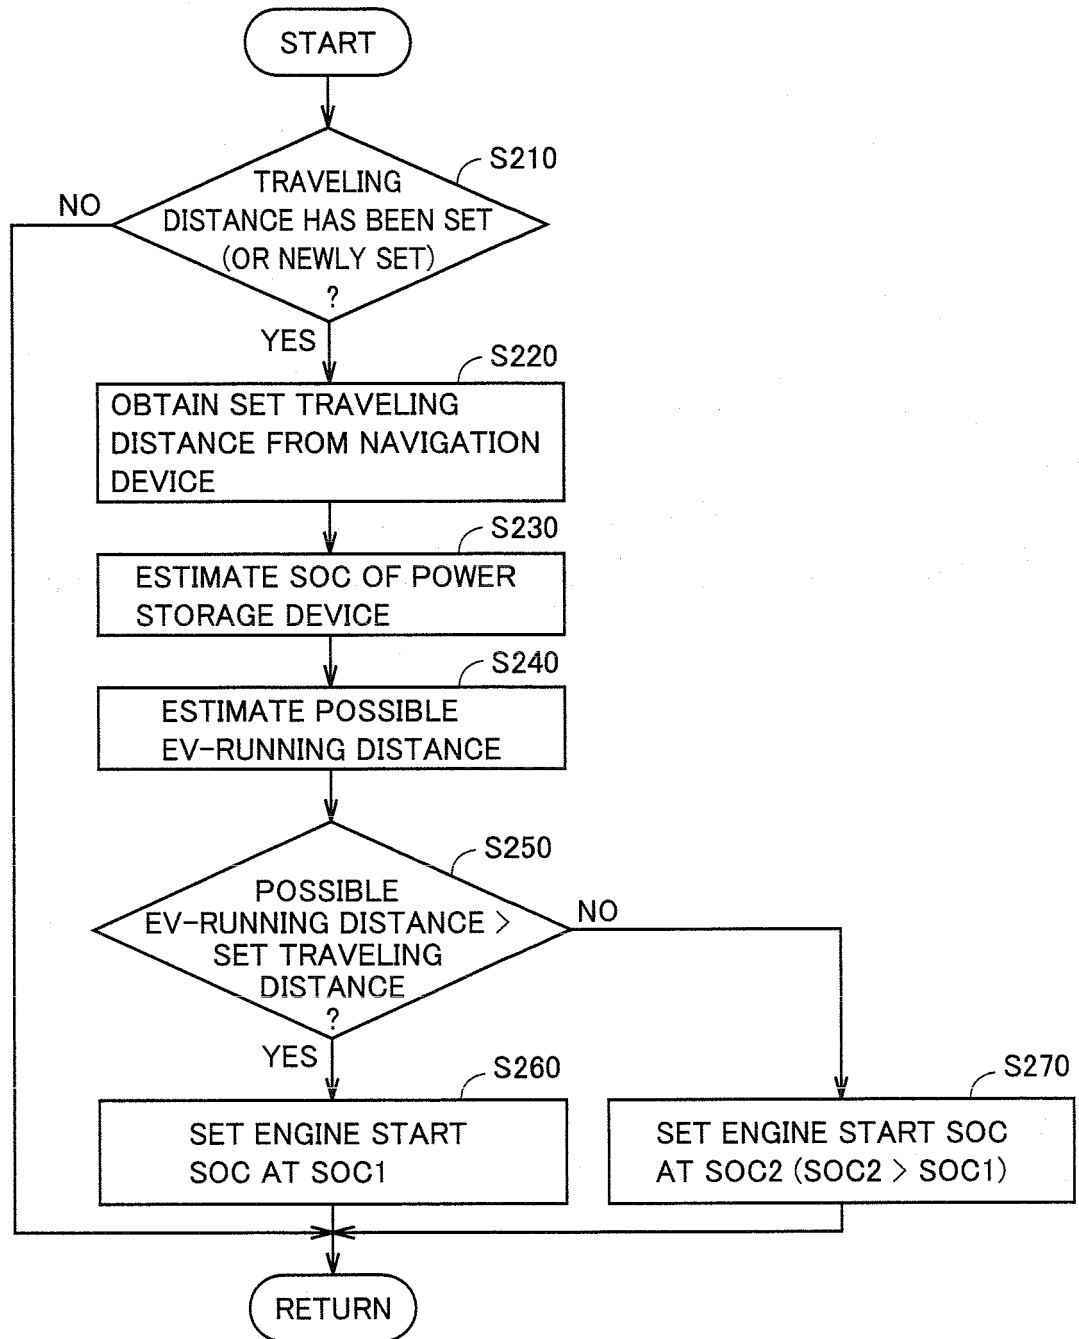 START
S210
TRAVELING
DISTANCE HAS BEEN SET
(OR NEWLY SET)
?
NO
YES
S220
OBTAIN SET TRAVELING
DISTANCE FROM NAVIGATION
DEVICE
S230
ESTIMATE SOC OF POWER
STORAGE DEVICE
S240
ESTIMATE POSSIBLE
EV-RUNNING DISTANCE
S250
POSSIBLE
EV-RUNNING DISTANCE >
SET TRAVELING
DISTANCE
?
NO
YES
S260
SET ENGINE START
SOC AT SOC1
S270
SET ENGINE START SOC
AT SOC2 (SOC2 > SOC1)
RETURN